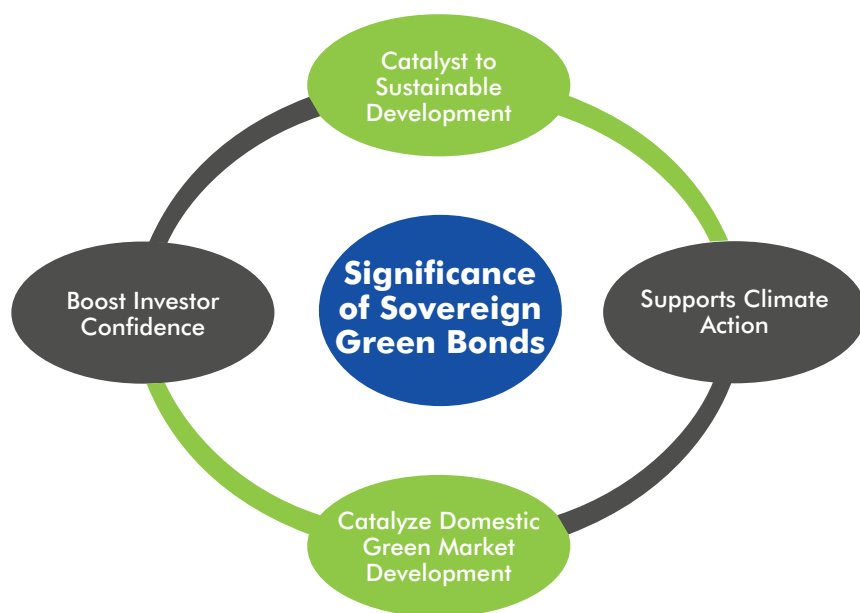 Catalyst to
Sustainable
Development
Boost Investor
Confidence
Significance
of Sovereign
Green Bonds
Supports Climate
Action
Catalyze Domestic
Green Market
Development